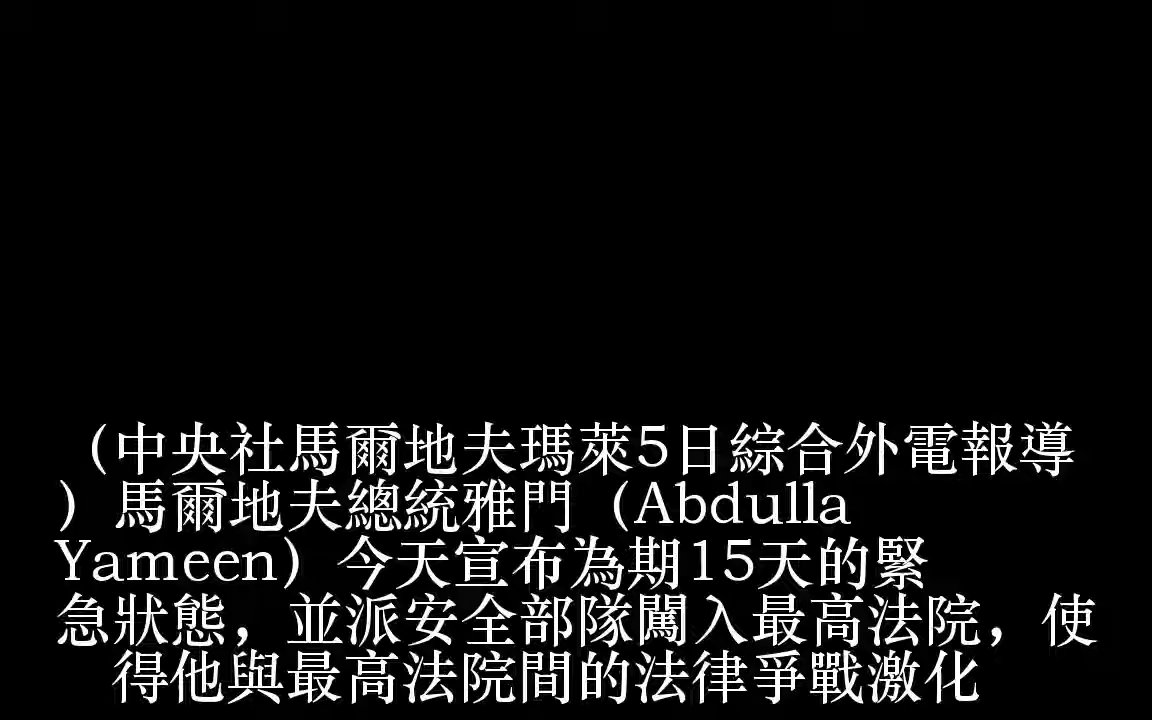 （中央社馬爾地夫瑪萊5日綜合外電報導
）馬爾地夫總統雅門（Abdulla
Yameen）今天宣布為期15天的緊
急狀態，並派安全部隊闖入最高法院，使
得他與最高法院間的法律爭戰激化